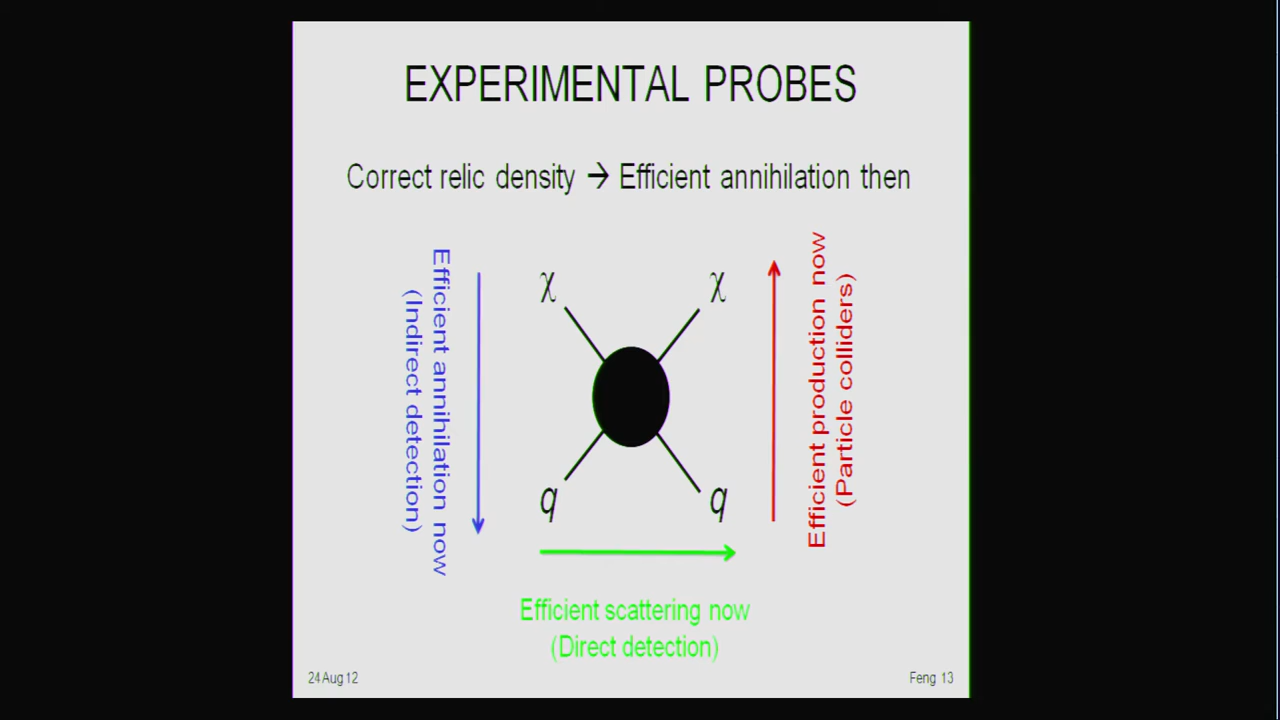 EXPERIMENTAL PROBES
Correct relic density → Efficient annihilation then
Efficient annihilation now
(Indirect detection)
χ
χ
q
q
Efficient production now
(Particle colliders)
Efficient scattering now
(Direct detection)
24 Aug 12
Feng 13